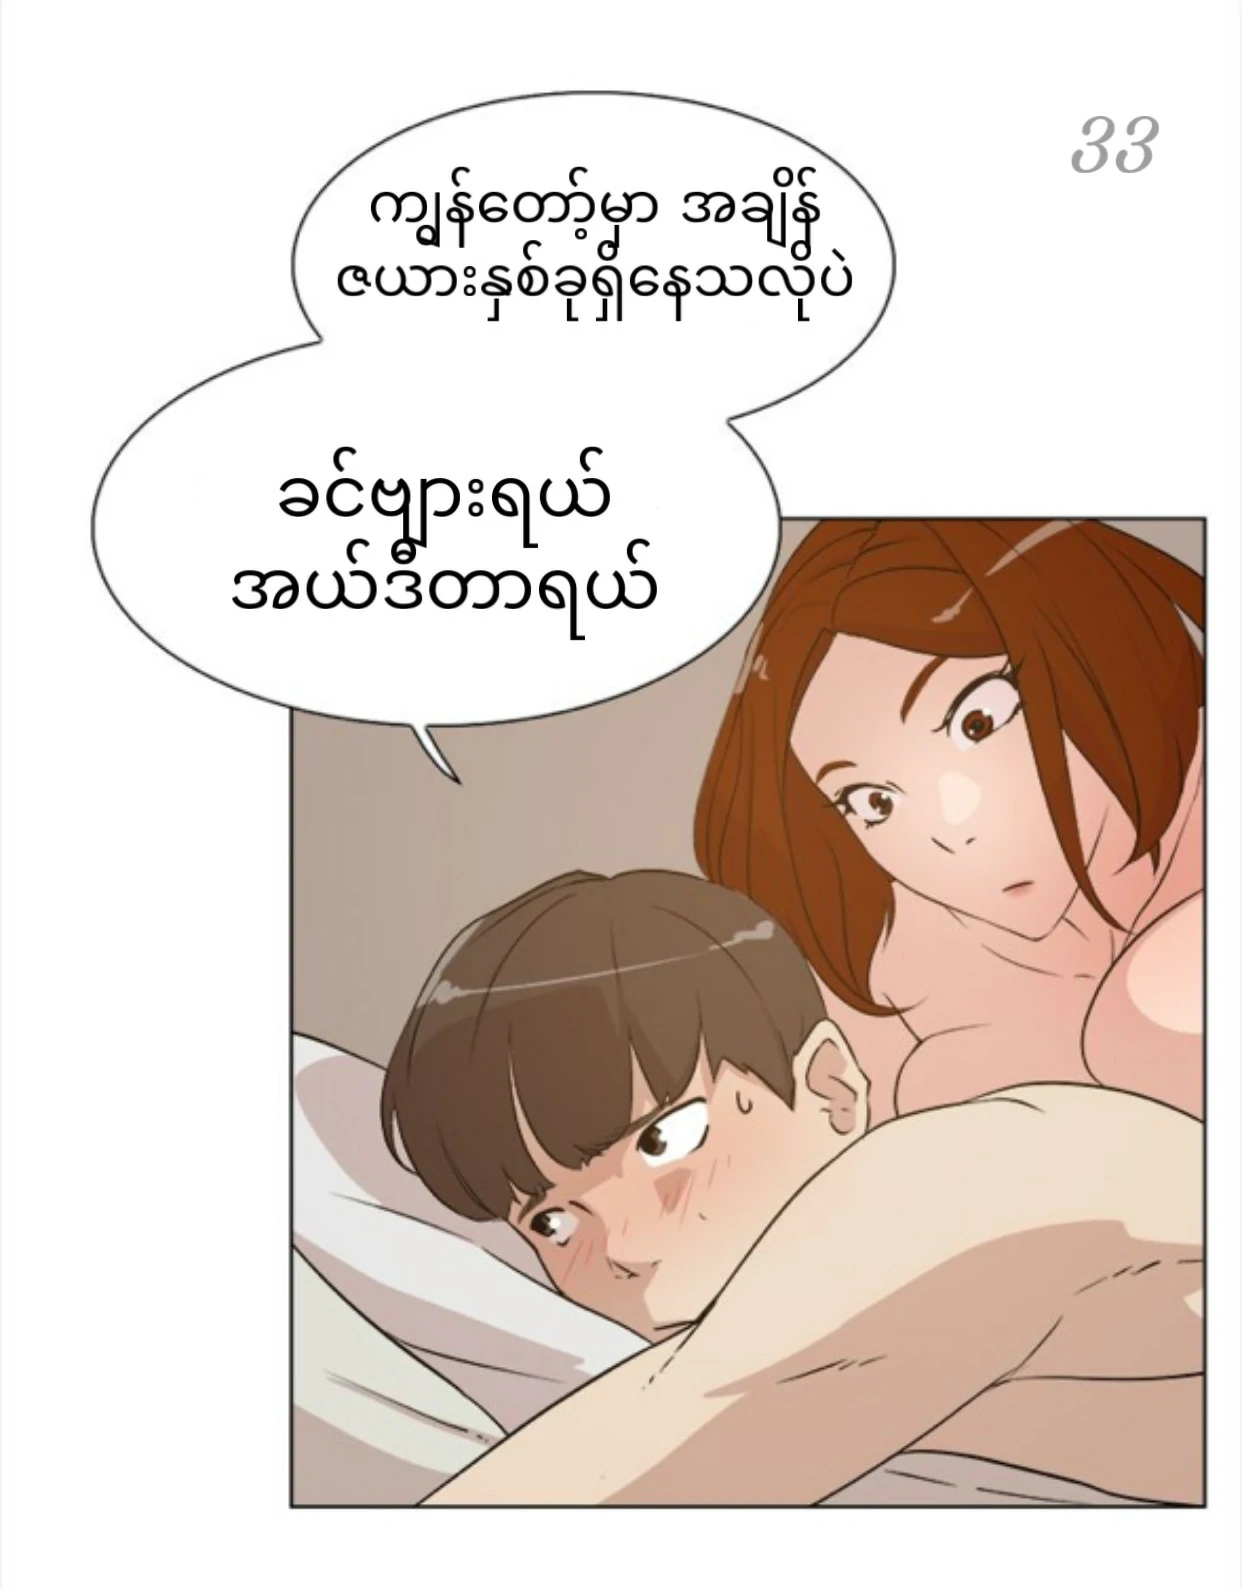 33
ကျွန်တော့်မှာ အချိန်
ဇယားနှစ်ခုရှိနေသလိုပဲ
ခင်ဗျားရယ်
အယ်ဒီတာရယ်